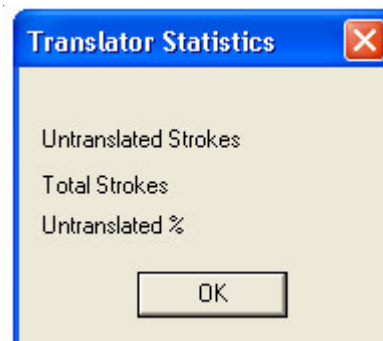 Translator Statistics
Untranslated Strokes
Total Strokes
Untranslated %
OK